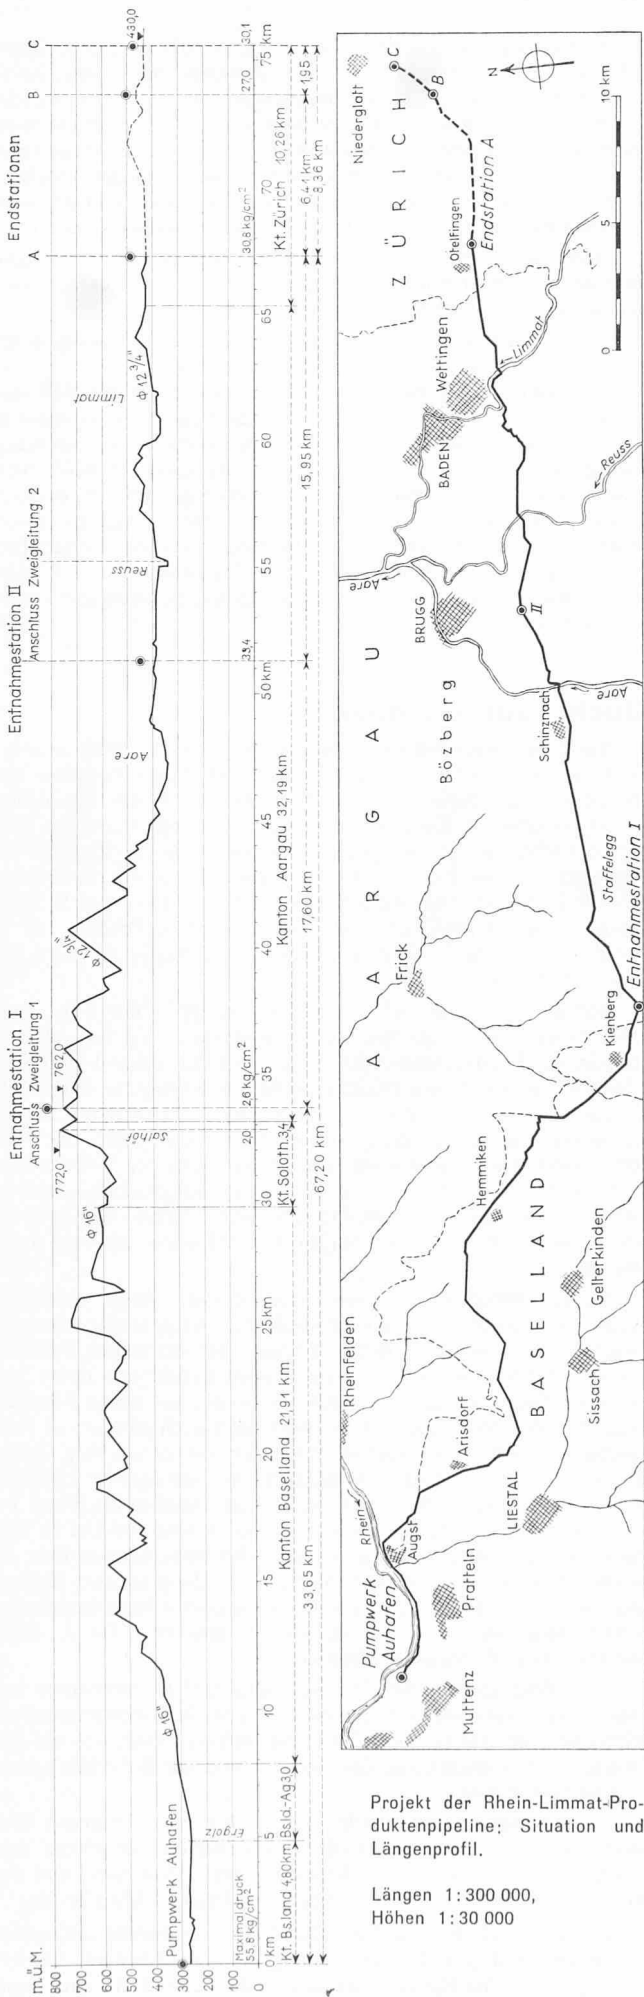 Endstationen
A
B
C
430,0
Entnahmestation II
Anschluss Zweigleitung 2
Entnahmestation I
Anschluss Zweigleitung 1
m.ü.M.
800
700
600
500
400
300
200
100
0
Pumpwerk Auhafen
Ergolz
φ 16"
φ 16"
772,0
762,0
Salhöf
φ 12 3/4"
Aare
Reuss
Limmat
φ 12 3/4"
Maximaldruck
55.8 kg/cm²
20
26 kg/cm²
33,4
30,8 kg/cm²
27,0
30,1
0 km
5
10
15
20
25 km
30
35
40
45
50 km
55
60
65
70
75 km
Kt. Bs.land 4,80km
Bsld.-Ag3,0
Kanton Baselland 21,91 km
Kt. Soloth. 3,4
Kanton Aargau 32,19 km
Kt. Zürich 10,26 km
33,65 km
17,60 km
15,95 km
6,41 km
1,95
67,20 km
8,36 km
Niederglatt
C
B
N
Z Ü R I C H
Endstation A
Otelfingen
10 km
5
0
Wettingen
BADEN
Limmat
Reuss
Aare
BRUGG
II
Bözberg
Schinznach
Aare
A A R G A U
Staffelegg
Frick
Entnahmestation I
Kienberg
Hemmiken
BASELLAND
Gelterkinden
Rheinfelden
Sissach
Arisdorf
LIESTAL
Rhein
Augst
Pumpwerk
Auhafen
Pratteln
Muttenz
Projekt der Rhein-Limmat-Pro-
duktenpipeline: Situation und
Längenprofil.
Längen 1:300 000,
Höhen 1:30 000